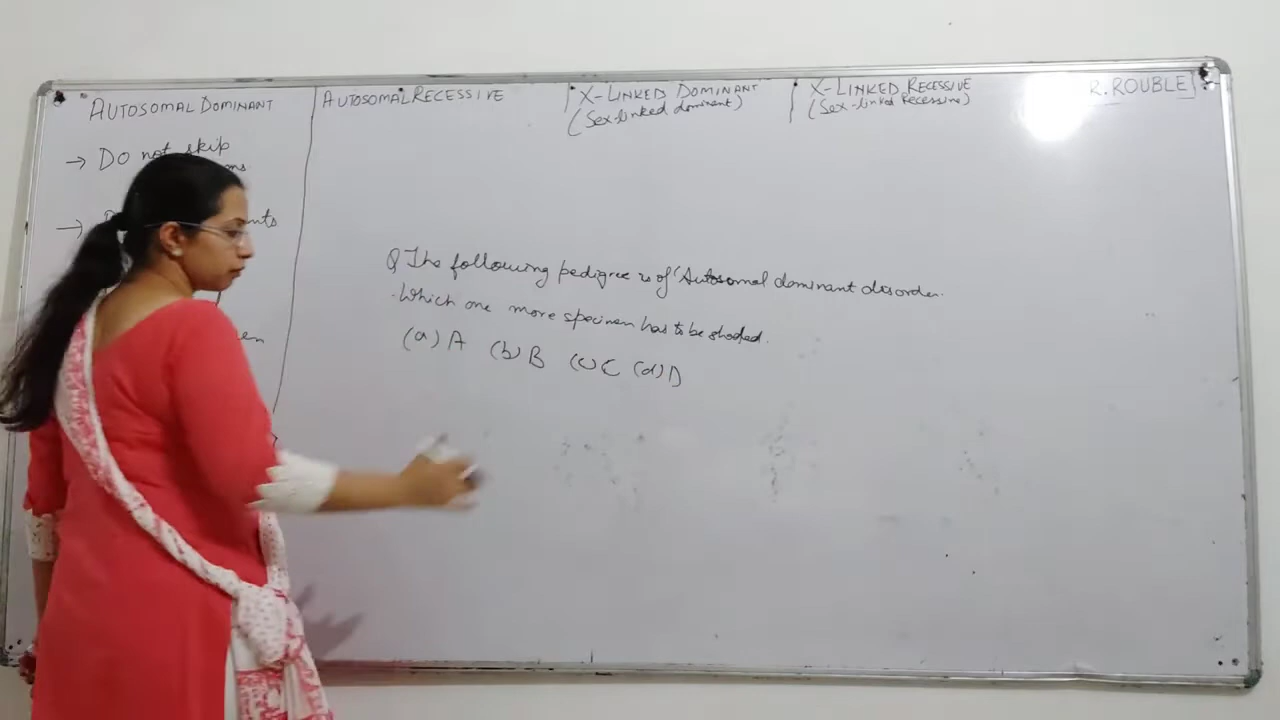 AUTOSOMAL DOMINANT
AUTOSOMAL RECESSIVE
X-LINKED DOMINANT
(Sex-linked dominant)
X-LINKED RECESSIVE
(Sex-linked Recessive)
R. ROUBLE
→ Do not skip
Q The following pedigree is of Autosomal dominant disorder.
Which one more specimen has to be shaded.
(a) A (b) B (c) C (d) D